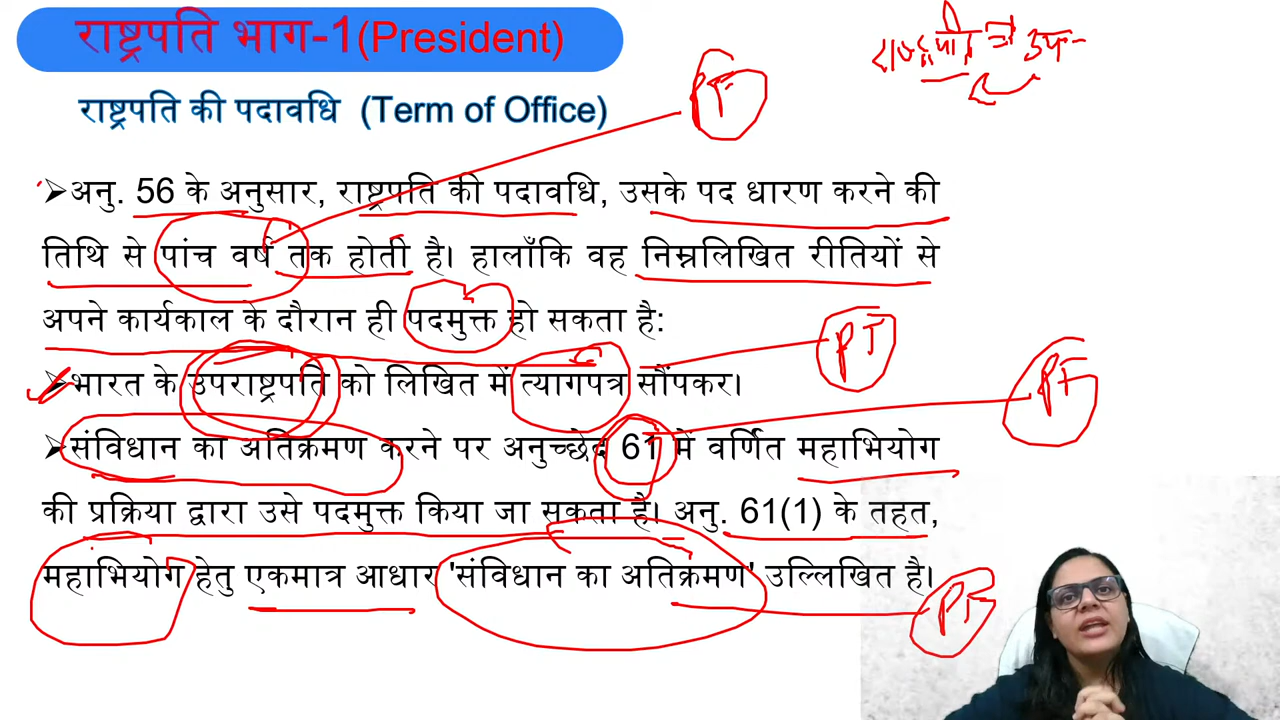 राष्ट्रपति भाग-1(President)
राष्ट्रपति की पदावधि (Term of Office)
PT
➢अनु. 56 के अनुसार, राष्ट्रपति की पदावधि, उसके पद धारण करने की
तिथि से पांच वर्ष तक होती है। हालाँकि वह निम्नलिखित रीतियों से
अपने कार्यकाल के दौरान ही पदमुक्त हो सकता है:
PT
➢भारत के उपराष्ट्रपति को लिखित में त्यागपत्र सौंपकर।
PT
➢संविधान का अतिक्रमण करने पर अनुच्छेद 61 में वर्णित महाभियोग
की प्रक्रिया द्वारा उसे पदमुक्त किया जा सकता है। अनु. 61(1) के तहत,
महाभियोग हेतु एकमात्र आधार 'संविधान का अतिक्रमण' उल्लिखित है।
PT